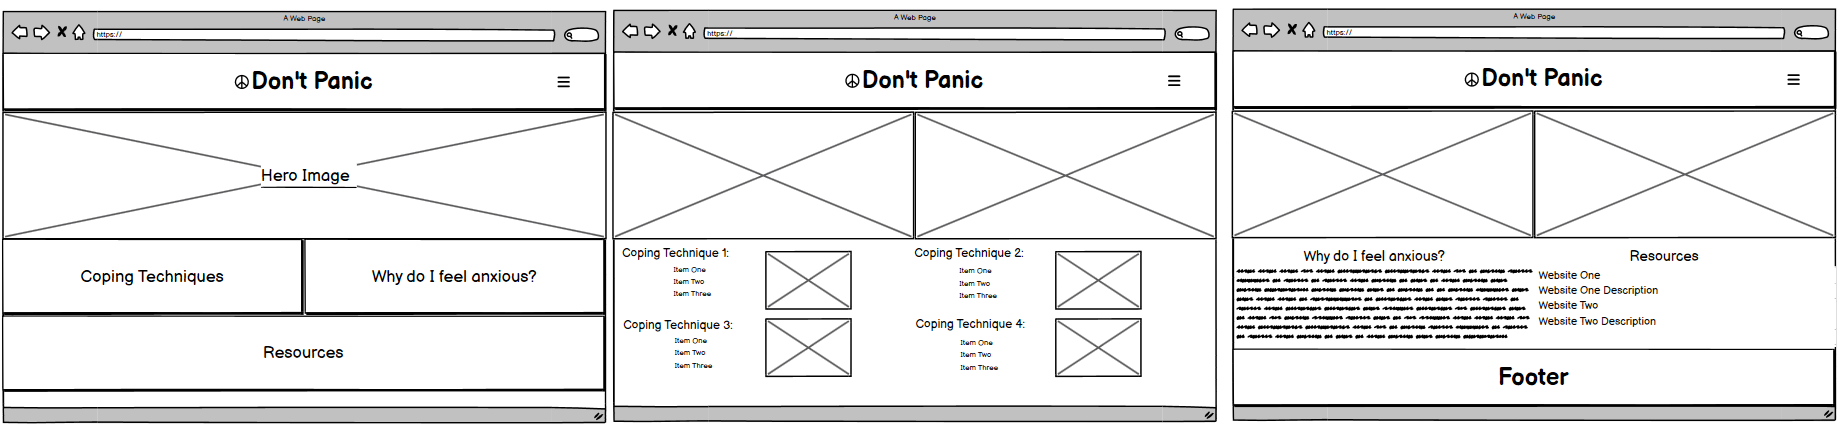 A Web Page
https://
Don't Panic
Hero Image
Coping Techniques
Why do I feel anxious?
Resources
A Web Page
https://
Don't Panic
Coping Technique 1:
Item One
Item Two
Item Three
Coping Technique 2:
Item One
Item Two
Item Three
Coping Technique 3:
Item One
Item Two
Item Three
Coping Technique 4:
Item One
Item Two
Item Three
A Web Page
https://
Don't Panic
Why do I feel anxious?
Resources
Website One
Website One Description
Website Two
Website Two Description
Footer